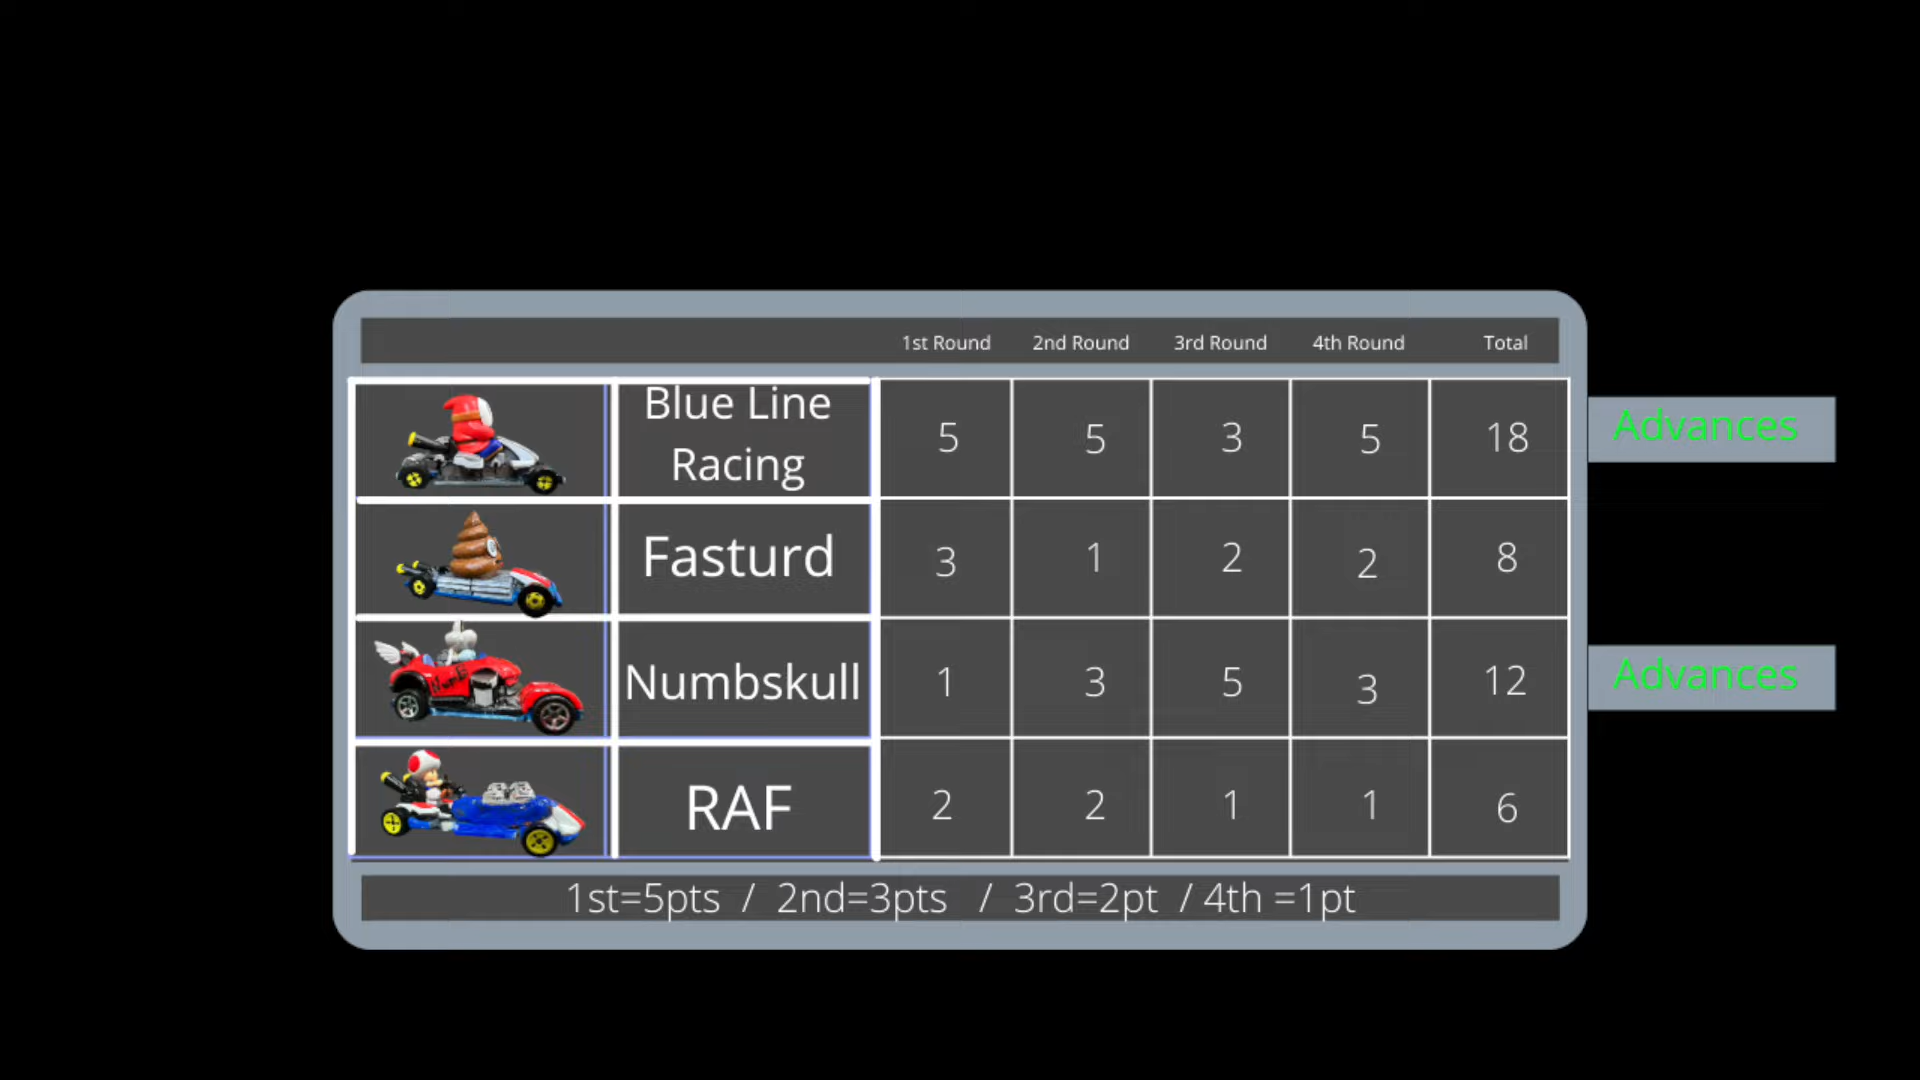 1st Round 2nd Round 3rd Round 4th Round Total
Blue Line
Racing
5 5 3 5 18
Advances
Fasturd
3 1 2 2 8
Numbskull
1 3 5 3 12
Advances
RAF
2 2 1 1 6
1st=5pts / 2nd=3pts / 3rd=2pt / 4th =1pt